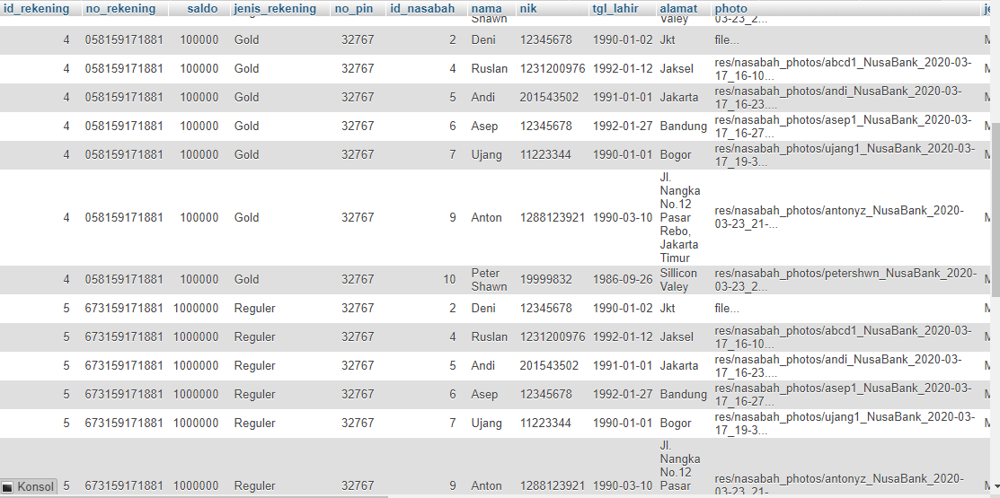 id_rekening no_rekening saldo jenis_rekening no_pin id_nasabah nama nik tgl_lahir alamat photo je
Shawn Valey 03-23_2...
4 058159171881 100000 Gold 32767 2 Deni 12345678 1990-01-02 Jkt file... M
4 058159171881 100000 Gold 32767 4 Ruslan 1231200976 1992-01-12 Jaksel res/nasabah_photos/abcd1_NusaBank_2020-03-
17_16-10... M
4 058159171881 100000 Gold 32767 5 Andi 201543502 1991-01-01 Jakarta res/nasabah_photos/andi_NusaBank_2020-03-
17_16-23.... M
4 058159171881 100000 Gold 32767 6 Asep 12345678 1992-01-27 Bandung res/nasabah_photos/asep1_NusaBank_2020-03-
17_16-27... M
4 058159171881 100000 Gold 32767 7 Ujang 11223344 1990-01-01 Bogor res/nasabah_photos/ujang1_NusaBank_2020-03-
17_19-3... M
Jl.
Nangka
No.12
4 058159171881 100000 Gold 32767 9 Anton 1288123921 1990-03-10 Pasar res/nasabah_photos/antonyz_NusaBank_2020-
Rebo, 03-23_21-... M
Jakarta
Timur
4 058159171881 100000 Gold 32767 10 Peter 19999832 1986-09-26 Sillicon res/nasabah_photos/petershwn_NusaBank_2020-
Shawn Valey 03-23_2... M
5 673159171881 1000000 Reguler 32767 2 Deni 12345678 1990-01-02 Jkt file... M
5 673159171881 1000000 Reguler 32767 4 Ruslan 1231200976 1992-01-12 Jaksel res/nasabah_photos/abcd1_NusaBank_2020-03-
17_16-10... M
5 673159171881 1000000 Reguler 32767 5 Andi 201543502 1991-01-01 Jakarta res/nasabah_photos/andi_NusaBank_2020-03-
17_16-23.... M
5 673159171881 1000000 Reguler 32767 6 Asep 12345678 1992-01-27 Bandung res/nasabah_photos/asep1_NusaBank_2020-03-
17_16-27... M
5 673159171881 1000000 Reguler 32767 7 Ujang 11223344 1990-01-01 Bogor res/nasabah_photos/ujang1_NusaBank_2020-03-
17_19-3... M
Jl.
Nangka
No.12
Konsol 5 673159171881 1000000 Reguler 32767 9 Anton 1288123921 1990-03-10 Pasar res/nasabah_photos/antonyz_NusaBank_2020-
03-23_21- M